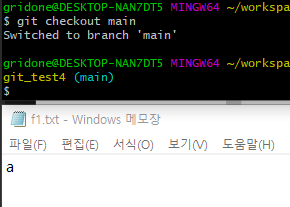 gridone@DESKTOP-NAN7DT5 MINGW64 ~/workspa
$ git checkout main
Switched to branch 'main'
gridone@DESKTOP-NAN7DT5 MINGW64 ~/workspa
git_test4 (main)
$
f1.txt - Windows 메모장
파일(F) 편집(E) 서식(O) 보기(V) 도움말(H)
a